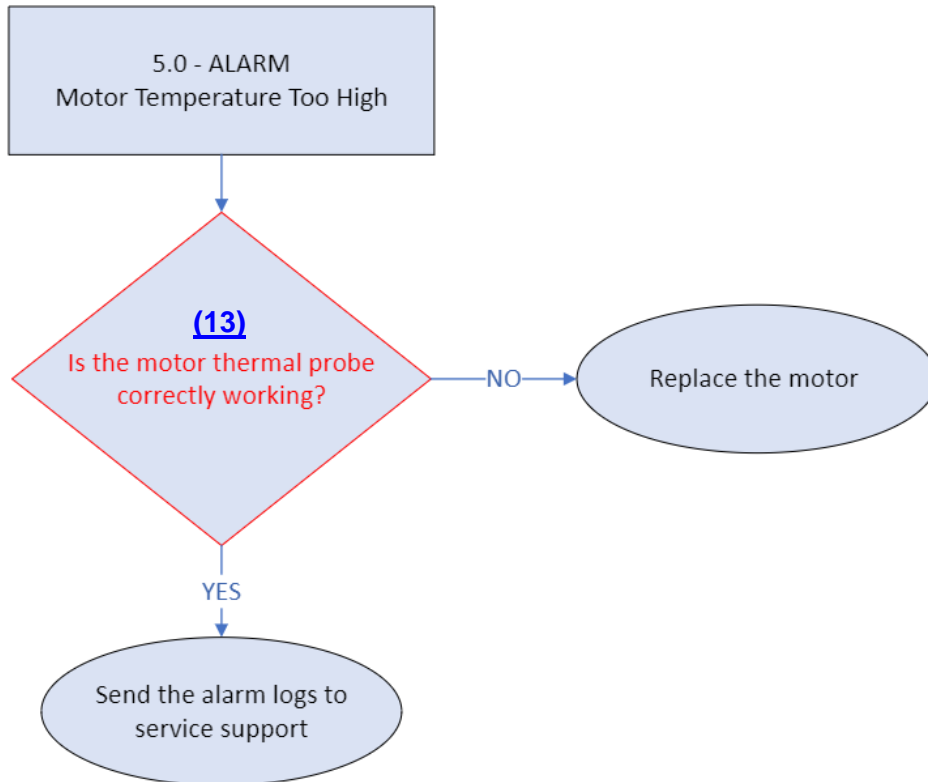 5.0 - ALARM
Motor Temperature Too High
(13)
Is the motor thermal probe
correctly working?
NO
Replace the motor
YES
Send the alarm logs to
service support